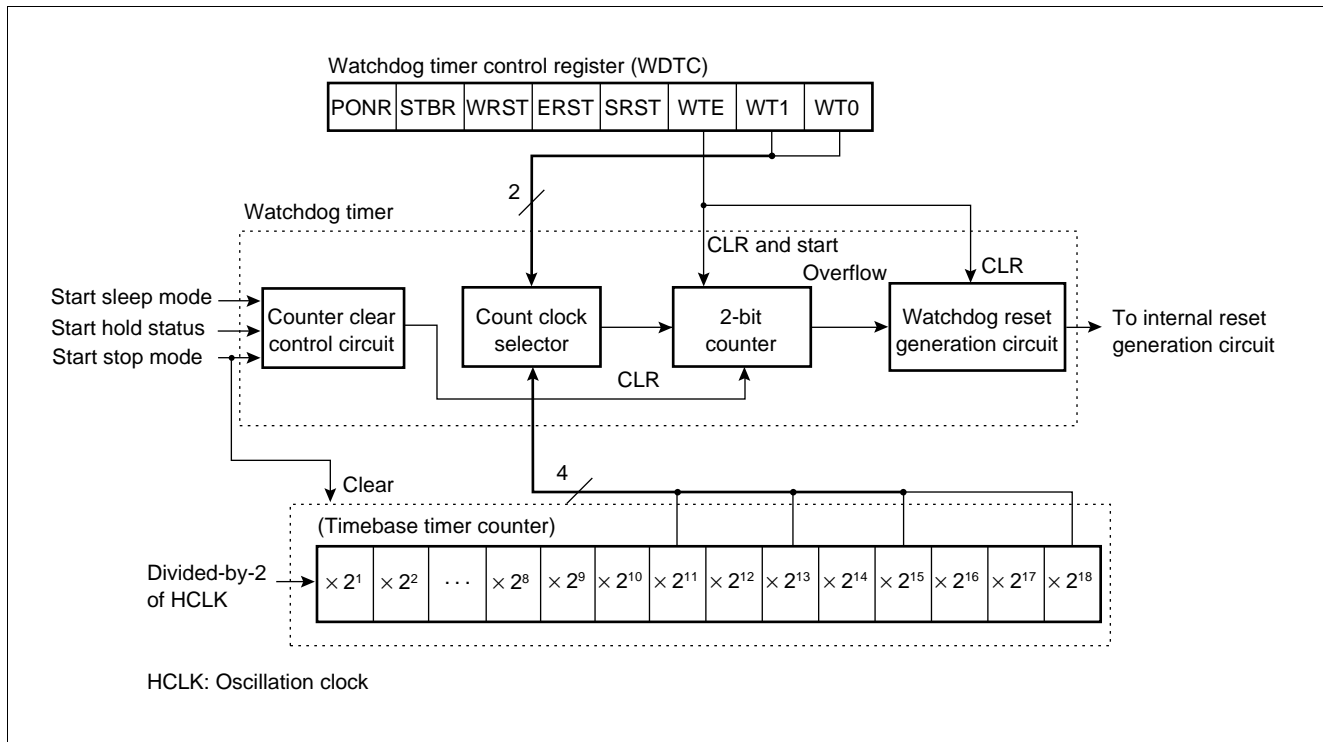 Watchdog timer control register (WDTC)
PONR STBR WRST ERST SRST WTE WT1 WT0
2
Watchdog timer
CLR and start
Overflow
CLR
Start sleep mode
Start hold status
Start stop mode
Counter clear
control circuit
Count clock
selector
2-bit
counter
Watchdog reset
generation circuit
To internal reset
generation circuit
CLR
4
Clear
(Timebase timer counter)
Divided-by-2
of HCLK
× 2¹ × 2² ··· × 2⁸ × 2⁹ × 2¹⁰ × 2¹¹ × 2¹² × 2¹³ × 2¹⁴ × 2¹⁵ × 2¹⁶ × 2¹⁷ × 2¹⁸
HCLK: Oscillation clock